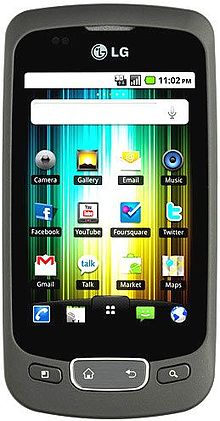 LG
11:02 PM
Camera Gallery Email Music
Facebook YouTube Foursquare Twitter
Gmail Talk Market Maps